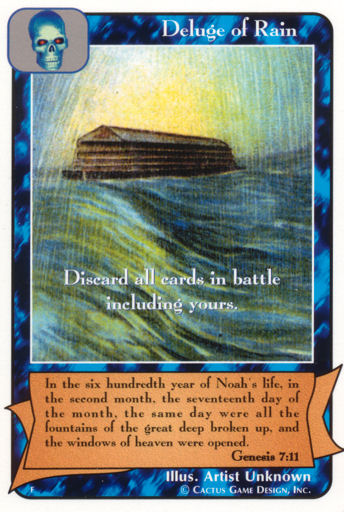 Deluge of Rain
Discard all cards in battle
including yours.
In the six hundredth year of Noah's life, in
the second month, the seventeenth day of
the month, the same day were all the
fountains of the great deep broken up, and
the windows of heaven were opened.
Genesis 7:11
Illus. Artist Unknown
F
© Cactus Game Design, Inc.